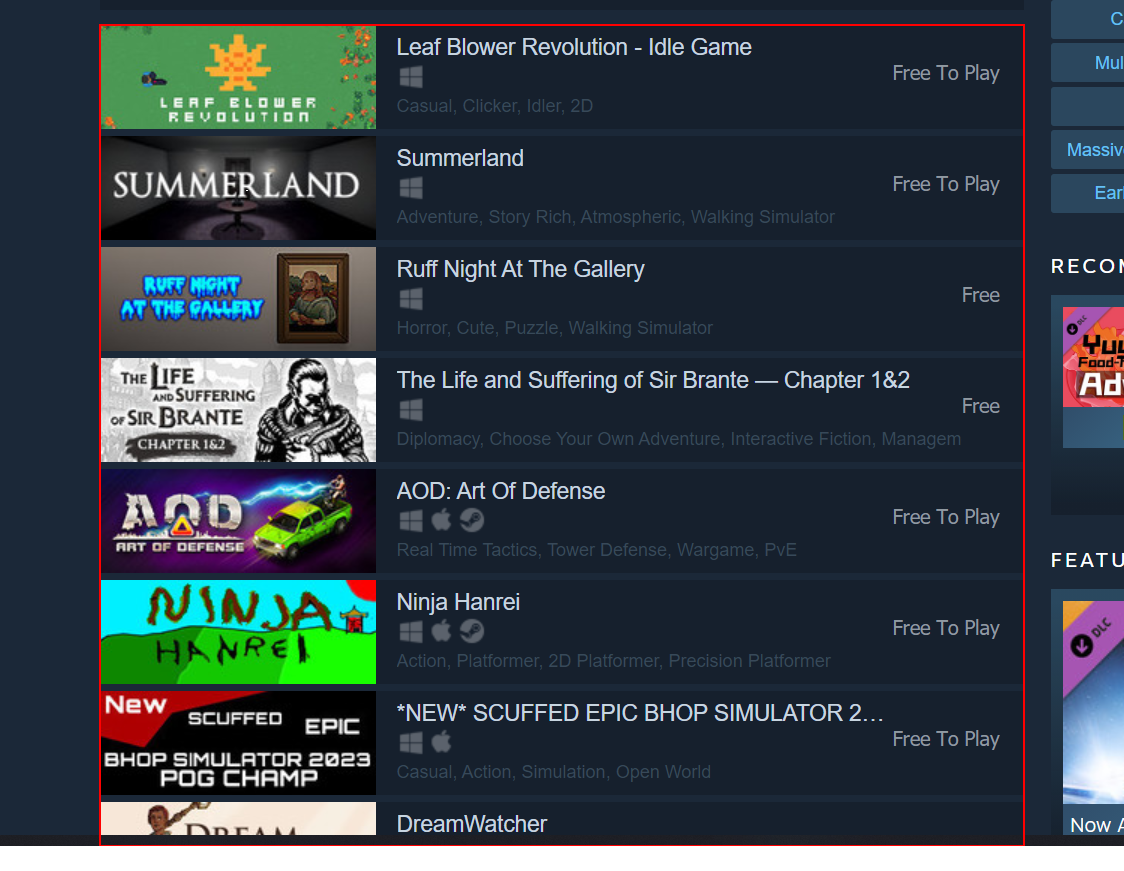 LEAF BLOWER
REVOLUTION
Leaf Blower Revolution - Idle Game
Free To Play
Casual, Clicker, Idler, 2D
SUMMERLAND
Summerland
Free To Play
Adventure, Story Rich, Atmospheric, Walking Simulator
RUFF NIGHT
AT THE GALLERY
Ruff Night At The Gallery
Free
Horror, Cute, Puzzle, Walking Simulator
THE LIFE
AND SUFFERING
OF SIR BRANTE
CHAPTER 1&2
The Life and Suffering of Sir Brante — Chapter 1&2
Free
Diplomacy, Choose Your Own Adventure, Interactive Fiction, Managem
AOD
ART OF DEFENSE
AOD: Art Of Defense
Free To Play
Real Time Tactics, Tower Defense, Wargame, PvE
NINJA
HANREI
Ninja Hanrei
Free To Play
Action, Platformer, 2D Platformer, Precision Platformer
New
SCUFFED
EPIC
BHOP SIMULATOR 2023
POG CHAMP
*NEW* SCUFFED EPIC BHOP SIMULATOR 2…
Free To Play
Casual, Action, Simulation, Open World
DREAM
DreamWatcher
C
Mul
Massiv
Earl
RECOM
DLC
Yu
Food-T
Ad
FEATU
DLC
Now A